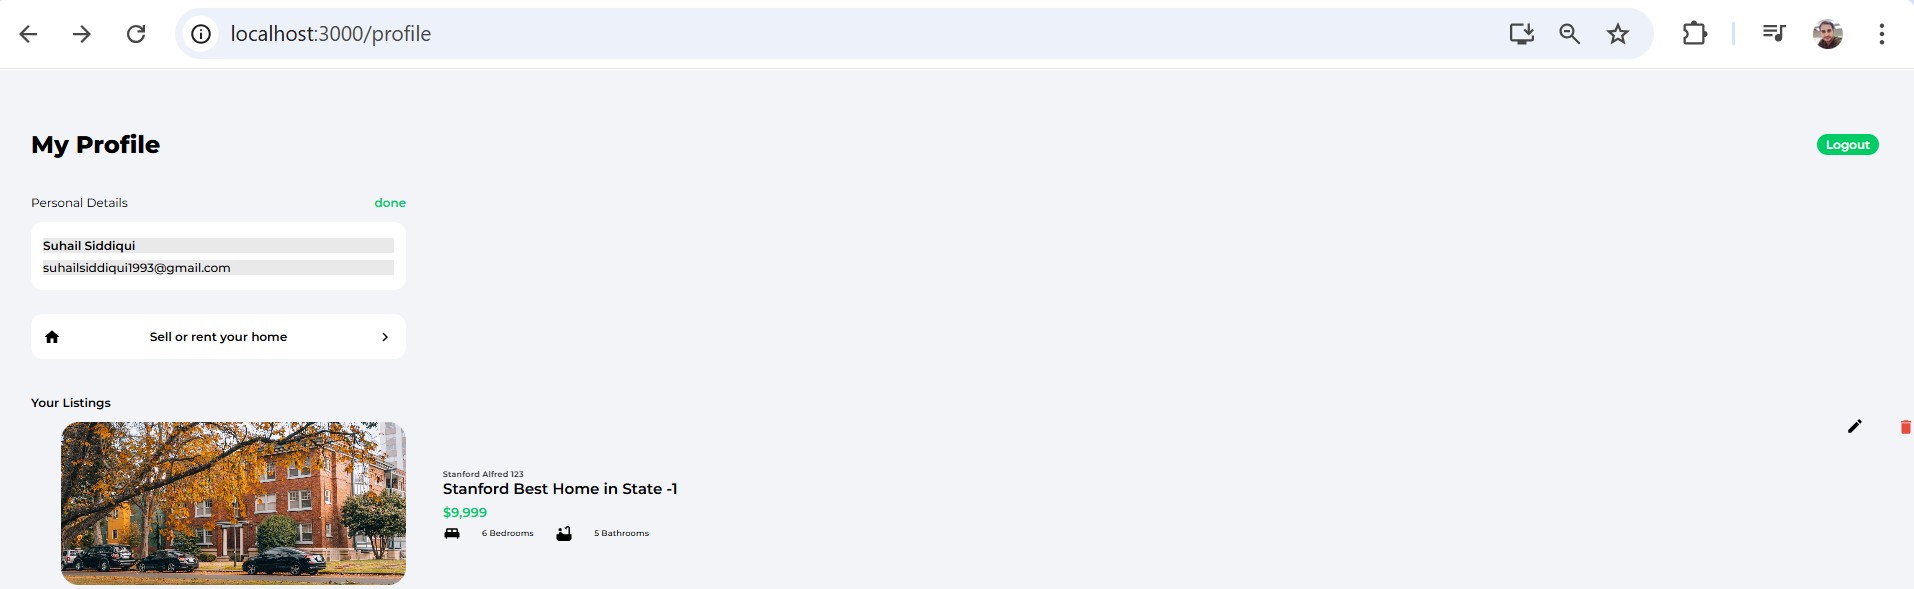 localhost:3000/profile
My Profile
Logout
Personal Details
done
Suhail Siddiqui
suhailsiddiqui1993@gmail.com
Sell or rent your home
Your Listings
Stanford Alfred 123
Stanford Best Home in State -1
$9,999
6 Bedrooms
5 Bathrooms